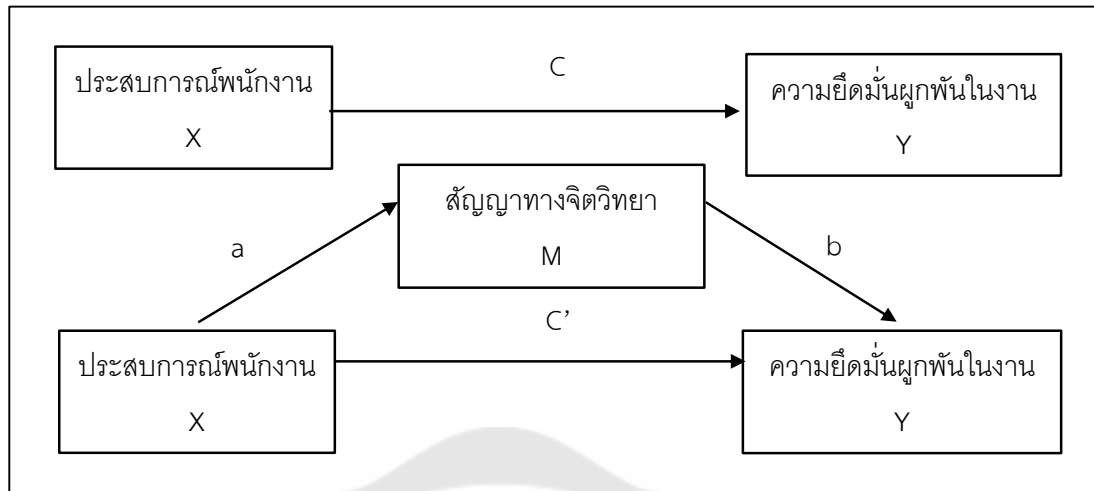 ประสบการณ์พนักงาน
X
C
ความยึดมั่นผูกพันในงาน
Y
สัญญาทางจิตวิทยา
M
a
b
C’
ประสบการณ์พนักงาน
X
ความยึดมั่นผูกพันในงาน
Y